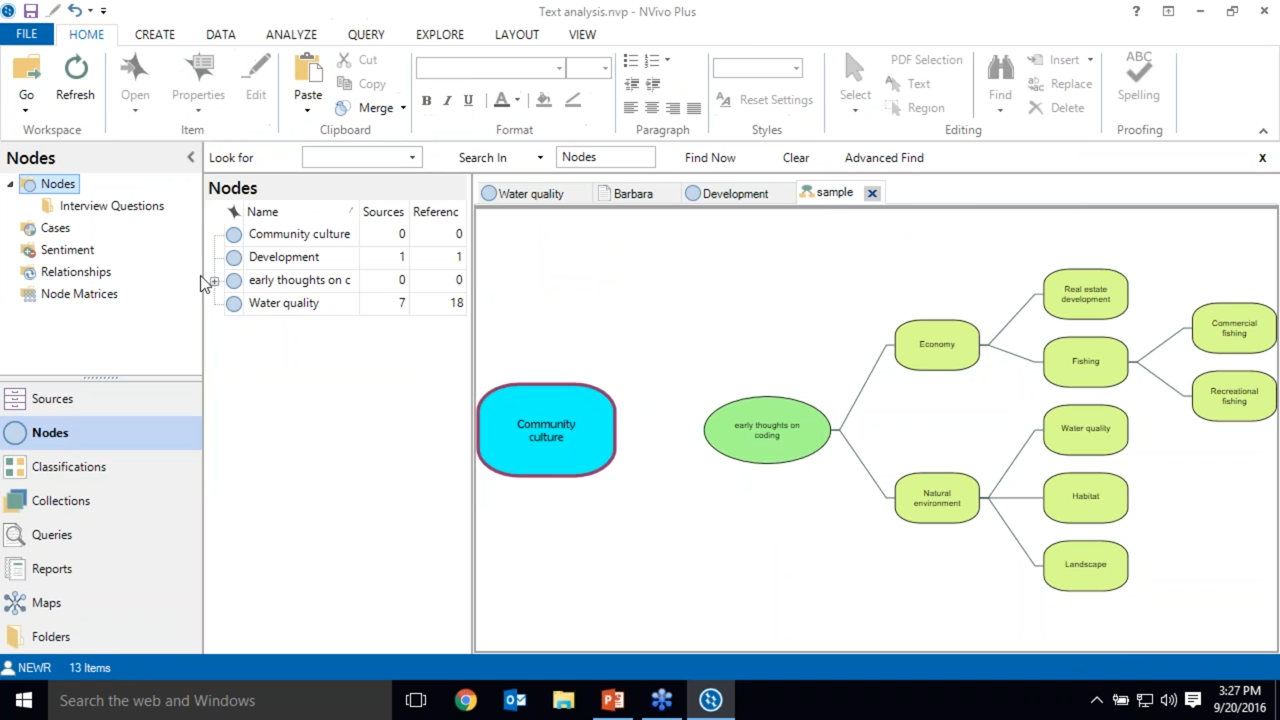 Text analysis.nvp - NVivo Plus
?
FILE HOME CREATE DATA ANALYZE QUERY EXPLORE LAYOUT VIEW
Go
Refresh
Workspace
Open
Properties
Edit
Item
Paste
Cut
Copy
Merge
Clipboard
B I U A
Format
Paragraph
Reset Settings
Styles
Select
PDF Selection
Text
Region
Find
Insert
Replace
Delete
Editing
ABC
Spelling
Proofing
Nodes
Look for
Search In
Nodes
Find Now
Clear
Advanced Find
X
Nodes
Interview Questions
Cases
Sentiment
Relationships
Node Matrices
Sources
Nodes
Classifications
Collections
Queries
Reports
Maps
Folders
Nodes
Name Sources Referenc
Community culture 0 0
Development 1 1
early thoughts on c 0 0
Water quality 7 18
Water quality
Barbara
Development
sample
Community
culture
early thoughts on
coding
Economy
Natural
environment
Real estate
development
Fishing
Water quality
Habitat
Landscape
Commercial
fishing
Recreational
fishing
NEWR 13 Items
Search the web and Windows
3:27 PM
9/20/2016